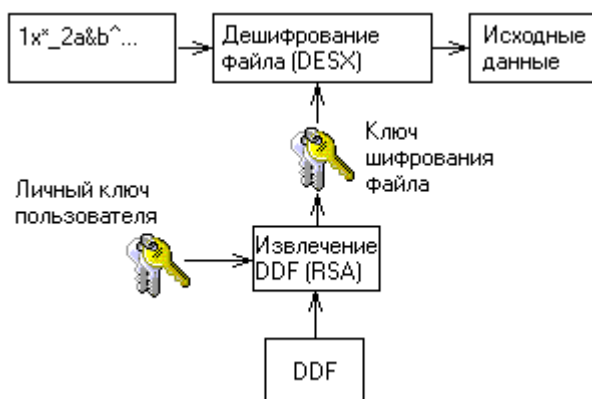 1x*_2a&b^...
Дешифрование
файла (DESX)
Исходные
данные
Ключ
шифрования
файла
Личный ключ
пользователя
Извлечение
DDF (RSA)
DDF